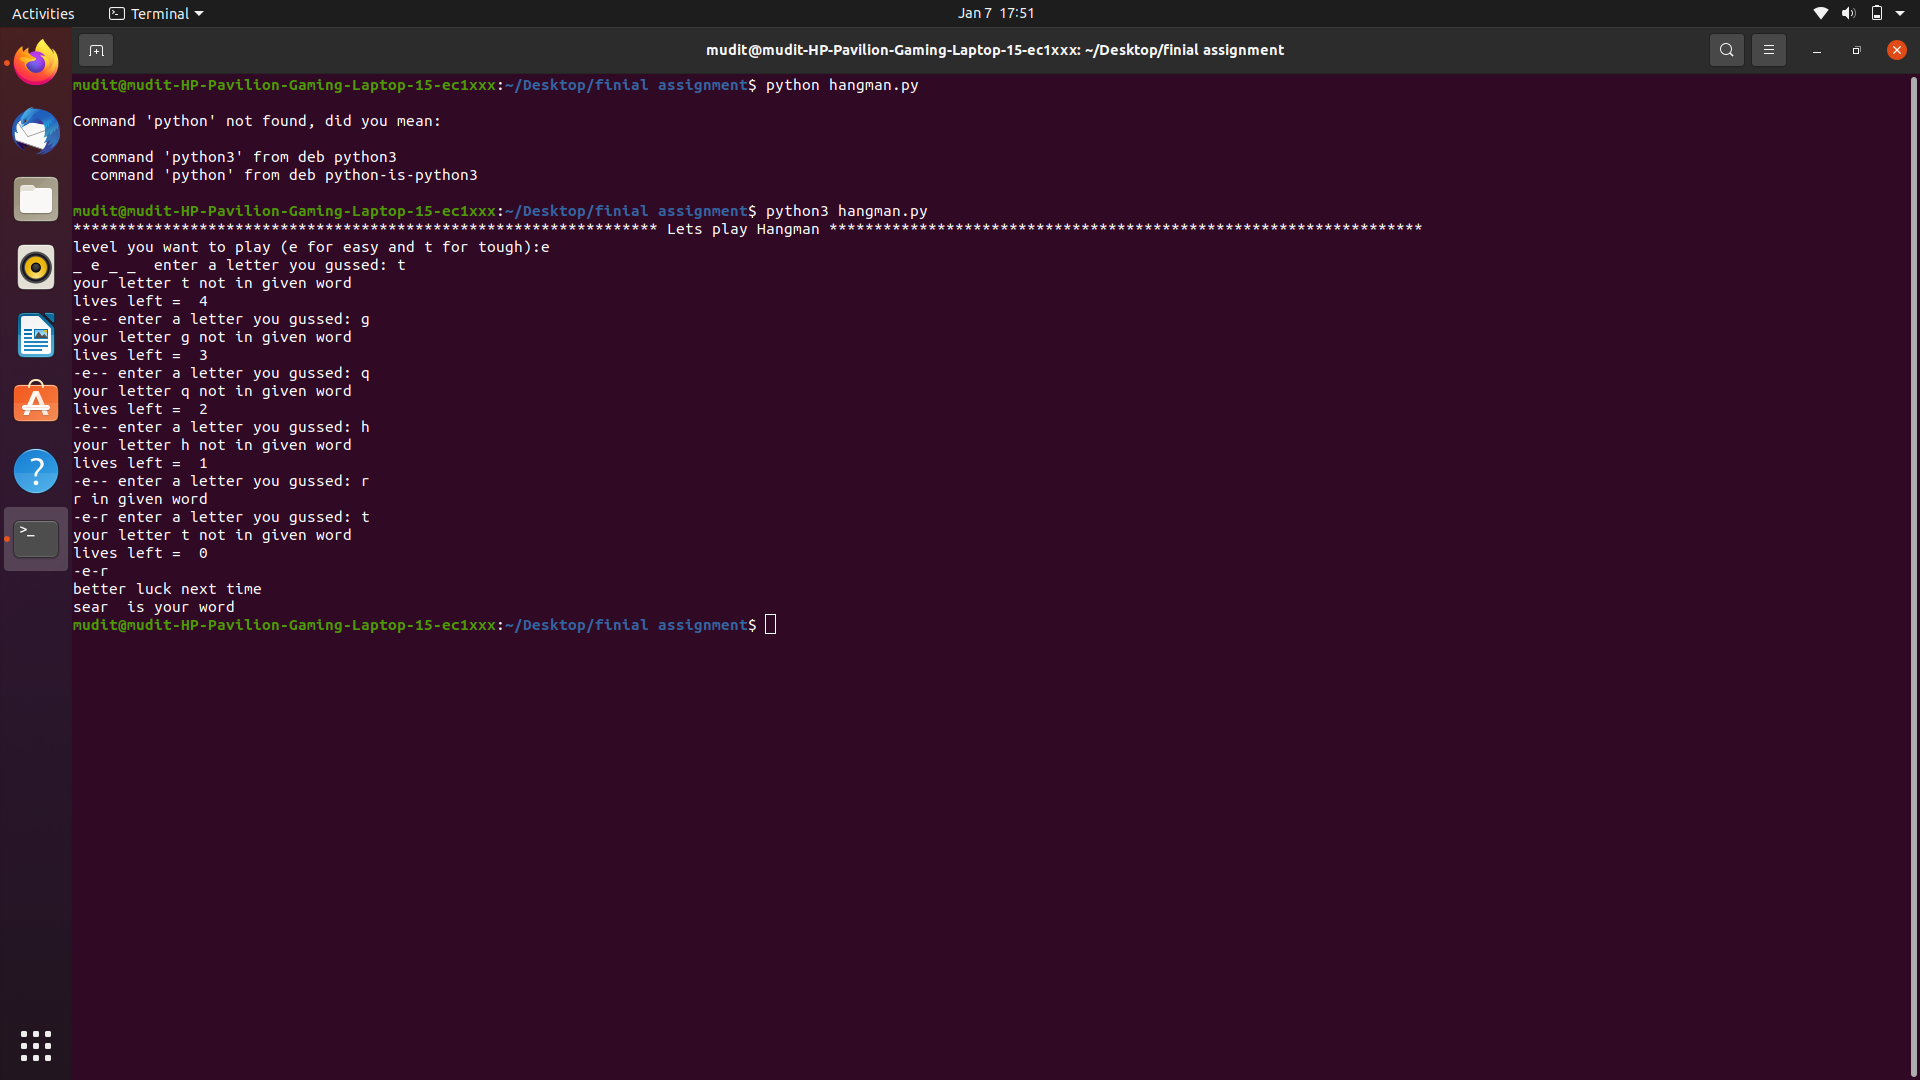 Activities
Terminal
Jan 7 17:51
mudit@mudit-HP-Pavilion-Gaming-Laptop-15-ec1xxx: ~/Desktop/finial assignment
mudit@mudit-HP-Pavilion-Gaming-Laptop-15-ec1xxx:~/Desktop/finial assignment$ python hangman.py
Command 'python' not found, did you mean:
command 'python3' from deb python3
command 'python' from deb python-is-python3
mudit@mudit-HP-Pavilion-Gaming-Laptop-15-ec1xxx:~/Desktop/finial assignment$ python3 hangman.py
***************************************************************** Lets play Hangman ******************************************************************
level you want to play (e for easy and t for tough):e
_ e _ _  enter a letter you gussed: t
your letter t not in given word
lives left =  4
-e-- enter a letter you gussed: g
your letter g not in given word
lives left =  3
-e-- enter a letter you gussed: q
your letter q not in given word
lives left =  2
-e-- enter a letter you gussed: h
your letter h not in given word
lives left =  1
-e-- enter a letter you gussed: r
r in given word
-e-r enter a letter you gussed: t
your letter t not in given word
lives left =  0
-e-r
better luck next time
sear  is your word
mudit@mudit-HP-Pavilion-Gaming-Laptop-15-ec1xxx:~/Desktop/finial assignment$